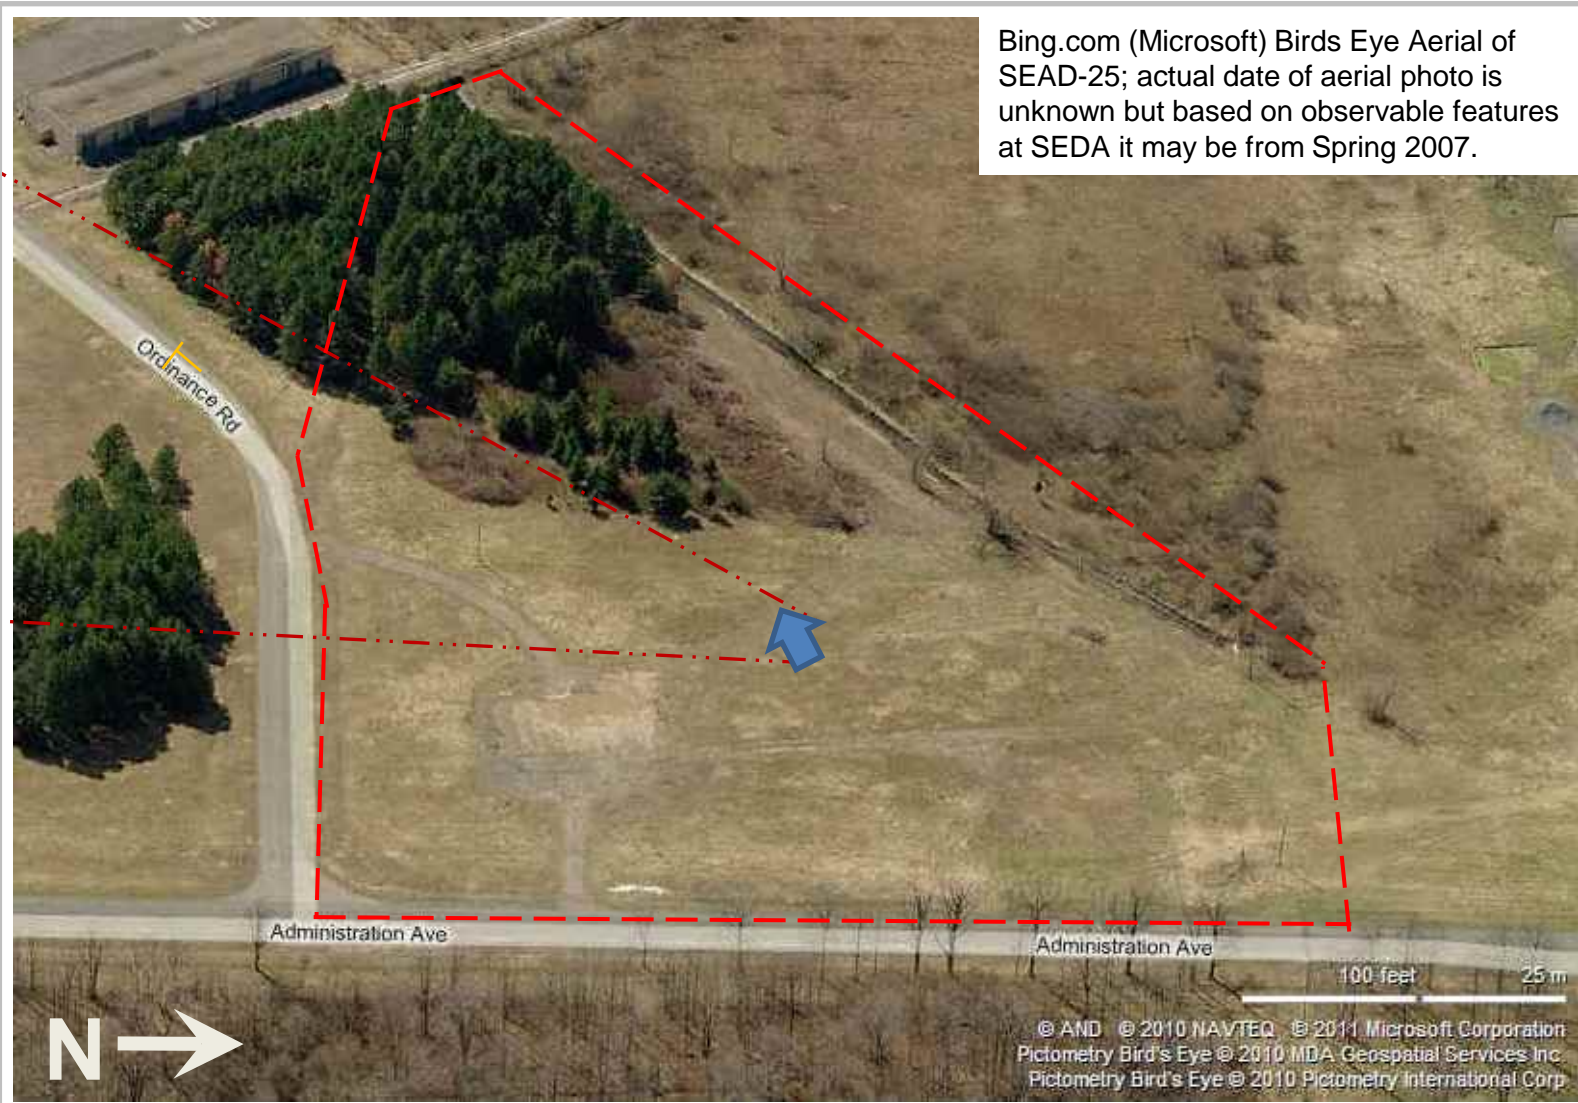 Bing.com (Microsoft) Birds Eye Aerial of
SEAD-25; actual date of aerial photo is
unknown but based on observable features
at SEDA it may be from Spring 2007.
Ordinance Rd
Administration Ave
Administration Ave
100 feet 25 m
N
© AND © 2010 NAVTEQ © 2011 Microsoft Corporation
Pictometry Bird's Eye © 2010 MDA Geospatial Services Inc
Pictometry Bird's Eye © 2010 Pictometry International Corp